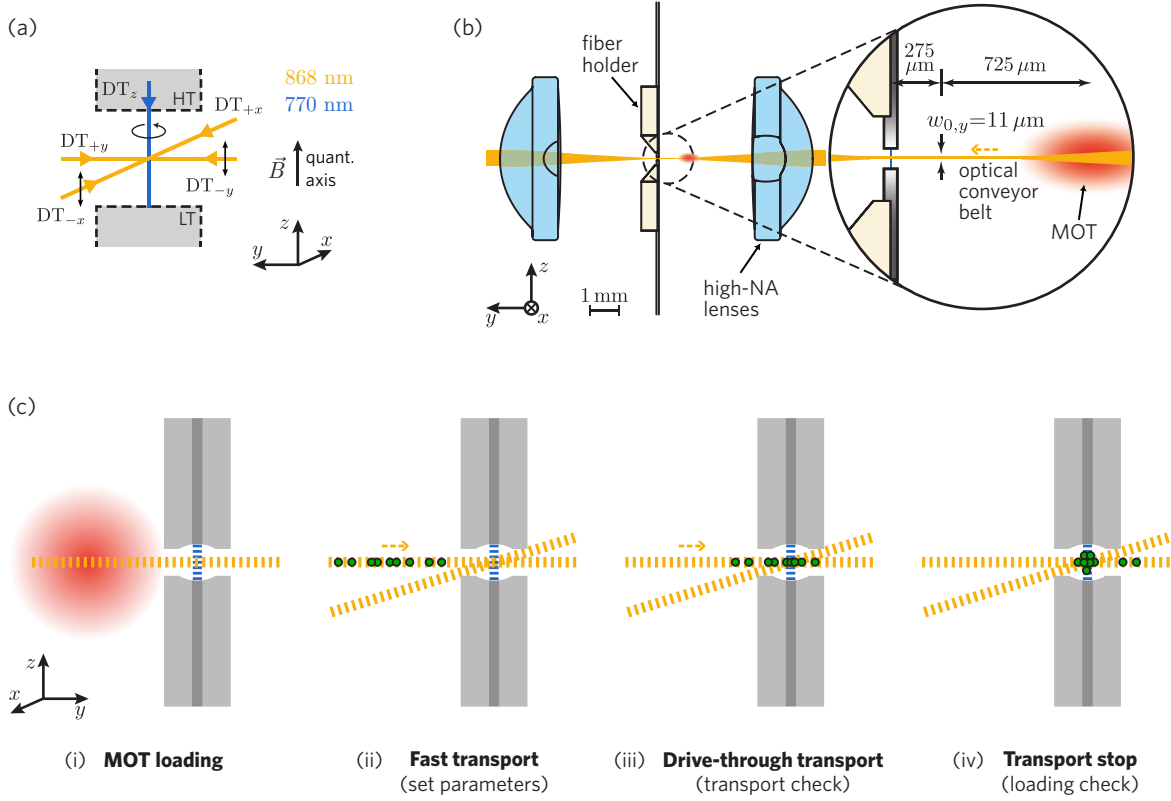 (a)
868 nm
770 nm
DT_z
HT
DT_{+x}
DT_{+y}
B⃗
quant.
axis
DT_{-y}
DT_{-x}
LT
z
y
x
(b)
fiber
holder
275
μm
725 μm
w_{0,y}=11 μm
optical
conveyor
belt
MOT
high-NA
lenses
1 mm
z
y
x
(c)
z
x
y
(i) MOT loading
(ii) Fast transport
(set parameters)
(iii) Drive-through transport
(transport check)
(iv) Transport stop
(loading check)